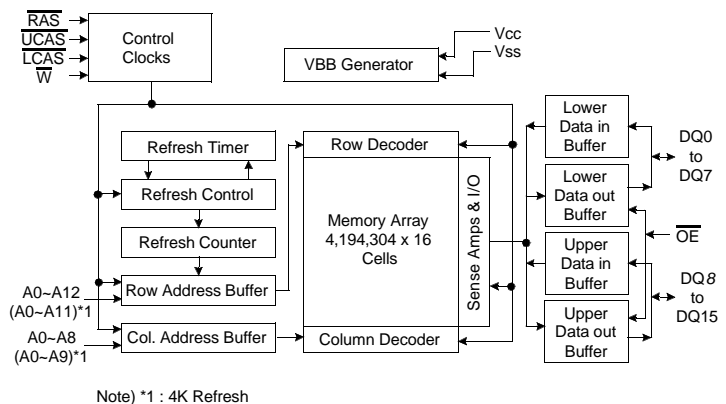 RAS
UCAS
LCAS
W
Control
Clocks
VBB Generator
Vcc
Vss
Refresh Timer
Refresh Control
Refresh Counter
Row Address Buffer
Col. Address Buffer
A0~A12
(A0~A11)*1
A0~A8
(A0~A9)*1
Row Decoder
Memory Array
4,194,304 x 16
Cells
Column Decoder
Sense Amps & I/O
Lower
Data in
Buffer
Lower
Data out
Buffer
Upper
Data in
Buffer
Upper
Data out
Buffer
DQ0
to
DQ7
OE
DQ8
to
DQ15
Note) *1 : 4K Refresh